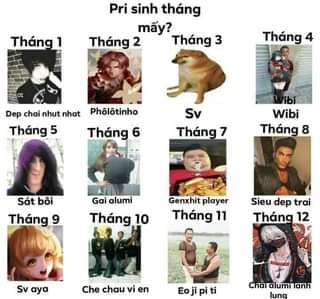 Pri sinh tháng
mấy?
Tháng 1 Tháng 2 Tháng 3 Tháng 4
Dep chai nhut nhat Phôlôtinho Sv Wibi
Wibi
Tháng 5 Tháng 6 Tháng 7 Tháng 8
Sát bôi Gai alumi Genxhit player Sieu dep trai
Tháng 9 Tháng 10 Tháng 11 Tháng 12
Sv aya Che chau vi en Eo ji pi ti Chai alumi lanh
lung